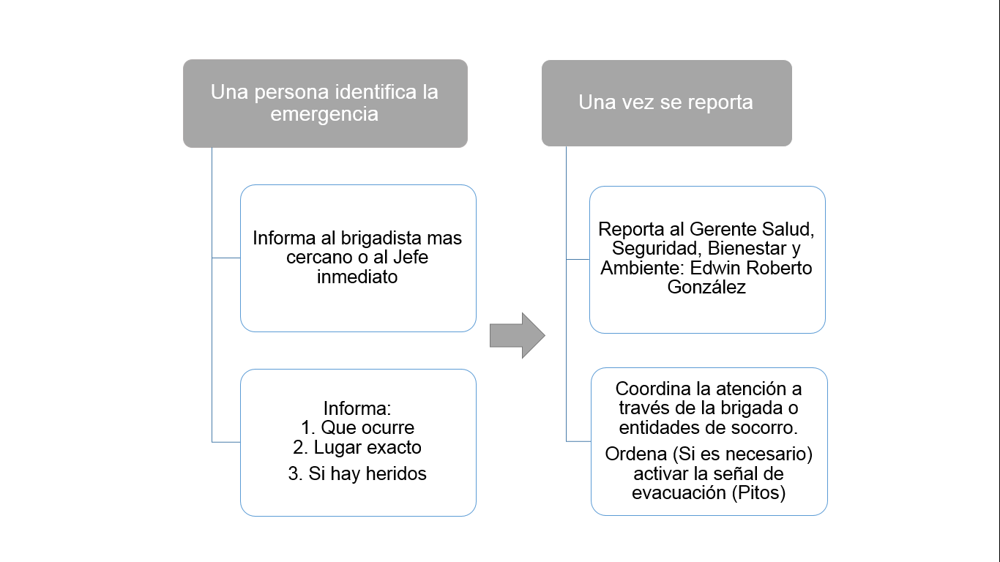 Una persona identifica la
emergencia
Informa al brigadista mas
cercano o al Jefe
inmediato
Informa:
1. Que ocurre
2. Lugar exacto
3. Si hay heridos
Una vez se reporta
Reporta al Gerente Salud,
Seguridad, Bienestar y
Ambiente: Edwin Roberto
González
Coordina la atención a
través de la brigada o
entidades de socorro.
Ordena (Si es necesario)
activar la señal de
evacuación (Pitos)